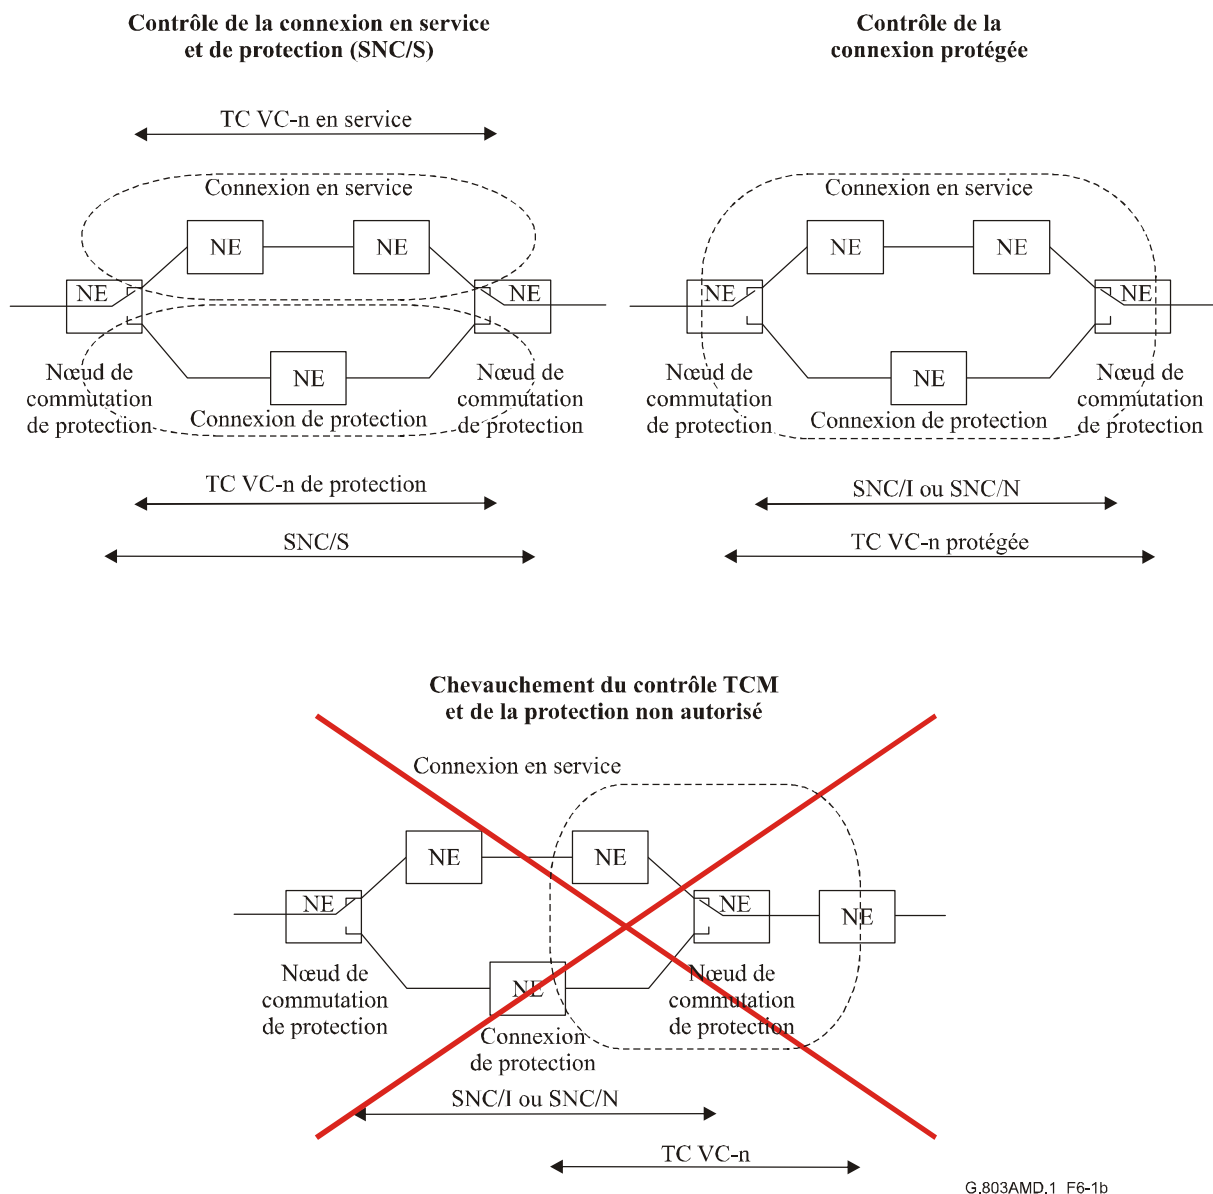 Contrôle de la connexion en service
et de protection (SNC/S)
TC VC-n en service
Connexion en service
NE
NE
NE
NE
NE
Nœud de
commutation
de protection
Nœud de
commutation
de protection
Connexion de protection
TC VC-n de protection
SNC/S
Contrôle de la
connexion protégée
Connexion en service
NE
NE
NE
NE
NE
Nœud de
commutation
de protection
Nœud de
commutation
de protection
Connexion de protection
SNC/I ou SNC/N
TC VC-n protégée
Chevauchement du contrôle TCM
et de la protection non autorisé
Connexion en service
NE
NE
NE
NE
NE
NE
Nœud de
commutation
de protection
Nœud de
commutation
de protection
Connexion
de protection
SNC/I ou SNC/N
TC VC-n
G.803AMD.1_F6-1b